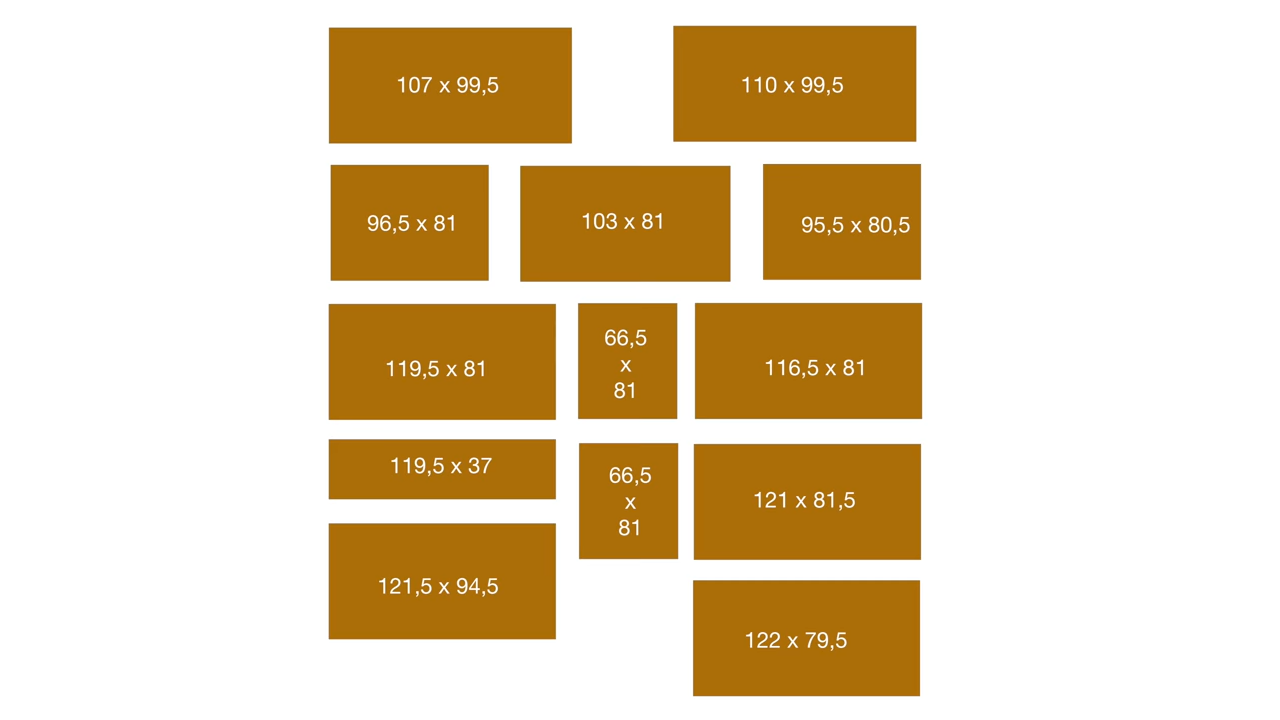 107 x 99,5
110 x 99,5
96,5 x 81
103 x 81
95,5 x 80,5
119,5 x 81
66,5
x
81
116,5 x 81
119,5 x 37
66,5
x
81
121 x 81,5
121,5 x 94,5
122 x 79,5